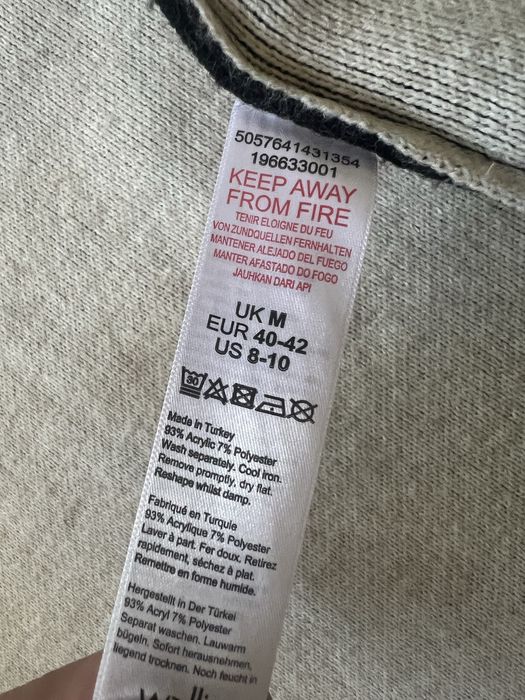 5057641431354
196633001
KEEP AWAY
FROM FIRE
TENIR ELOIGNE DU FEU
VON ZUNDQUELLEN FERNHALTEN
MANTENER ALEJADO DEL FUEGO
MANTER AFASTADO DO FOGO
JAUHKAN DARI API
UK M
EUR 40-42
US 8-10
30
Made in Turkey
93% Acrylic 7% Polyester
Wash separately. Cool iron.
Remove promptly, dry flat.
Reshape whilst damp.
Fabriqué en Turquie
93% Acrylique 7% Polyester
Laver à part. Fer doux. Retirez
rapidement, séchez à plat.
Remettre en forme humide.
Hergestellt in Der Türkei
93% Acryl 7% Polyester
Separat waschen. Lauwarm
bügeln. Sofort herausnehmen,
liegend trocknen. Noch feucht in